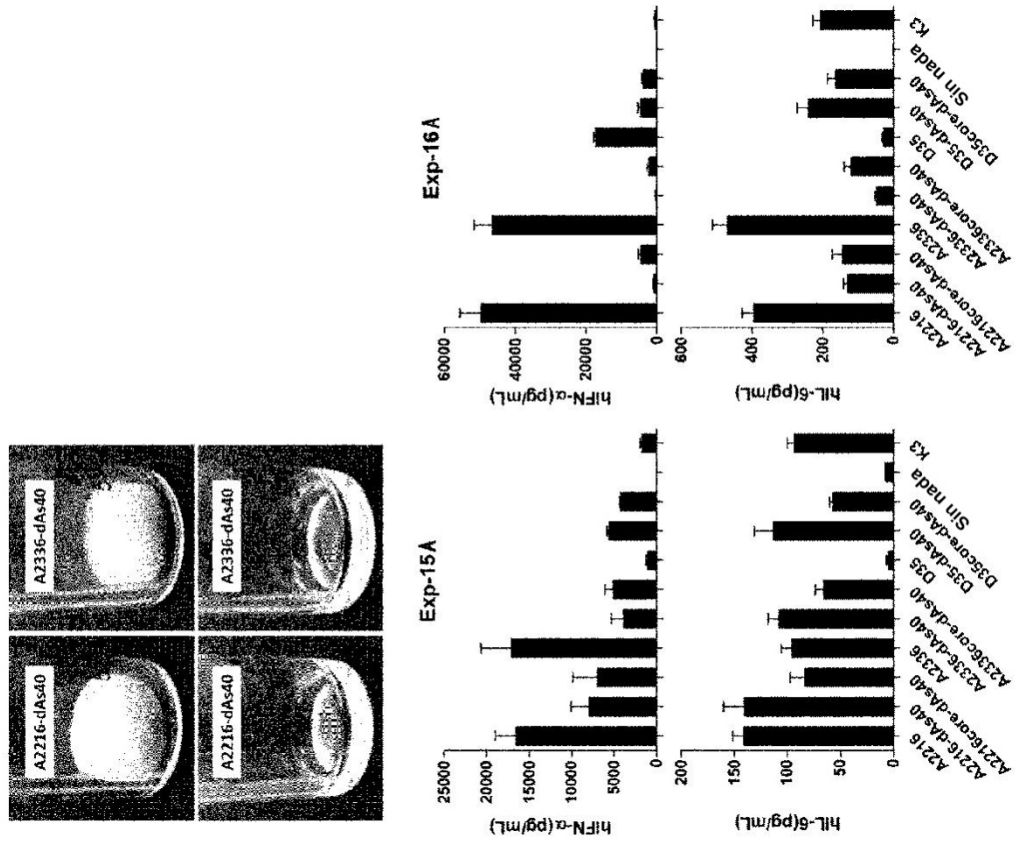 A2216-dAs40
A2336-dAs40
A2216-dAs40
A2336-dAs40
Exp-15A
hIFN-α(pg/mL)
25000
20000
15000
10000
5000
0
hIL-6(pg/mL)
200
150
100
50
0
A2216
A2216-dAs40
A2216core-dAs40
A2336
A2336-dAs40
A2336core-dAs40
D35
D35-dAs40
D35core-dAs40
Sin nada
K3
Exp-16A
hIFN-α(pg/mL)
60000
40000
20000
0
hIL-6(pg/mL)
600
400
200
0
A2216
A2216-dAs40
A2216core-dAs40
A2336
A2336-dAs40
A2336core-dAs40
D35
D35-dAs40
D35core-dAs40
Sin nada
K3